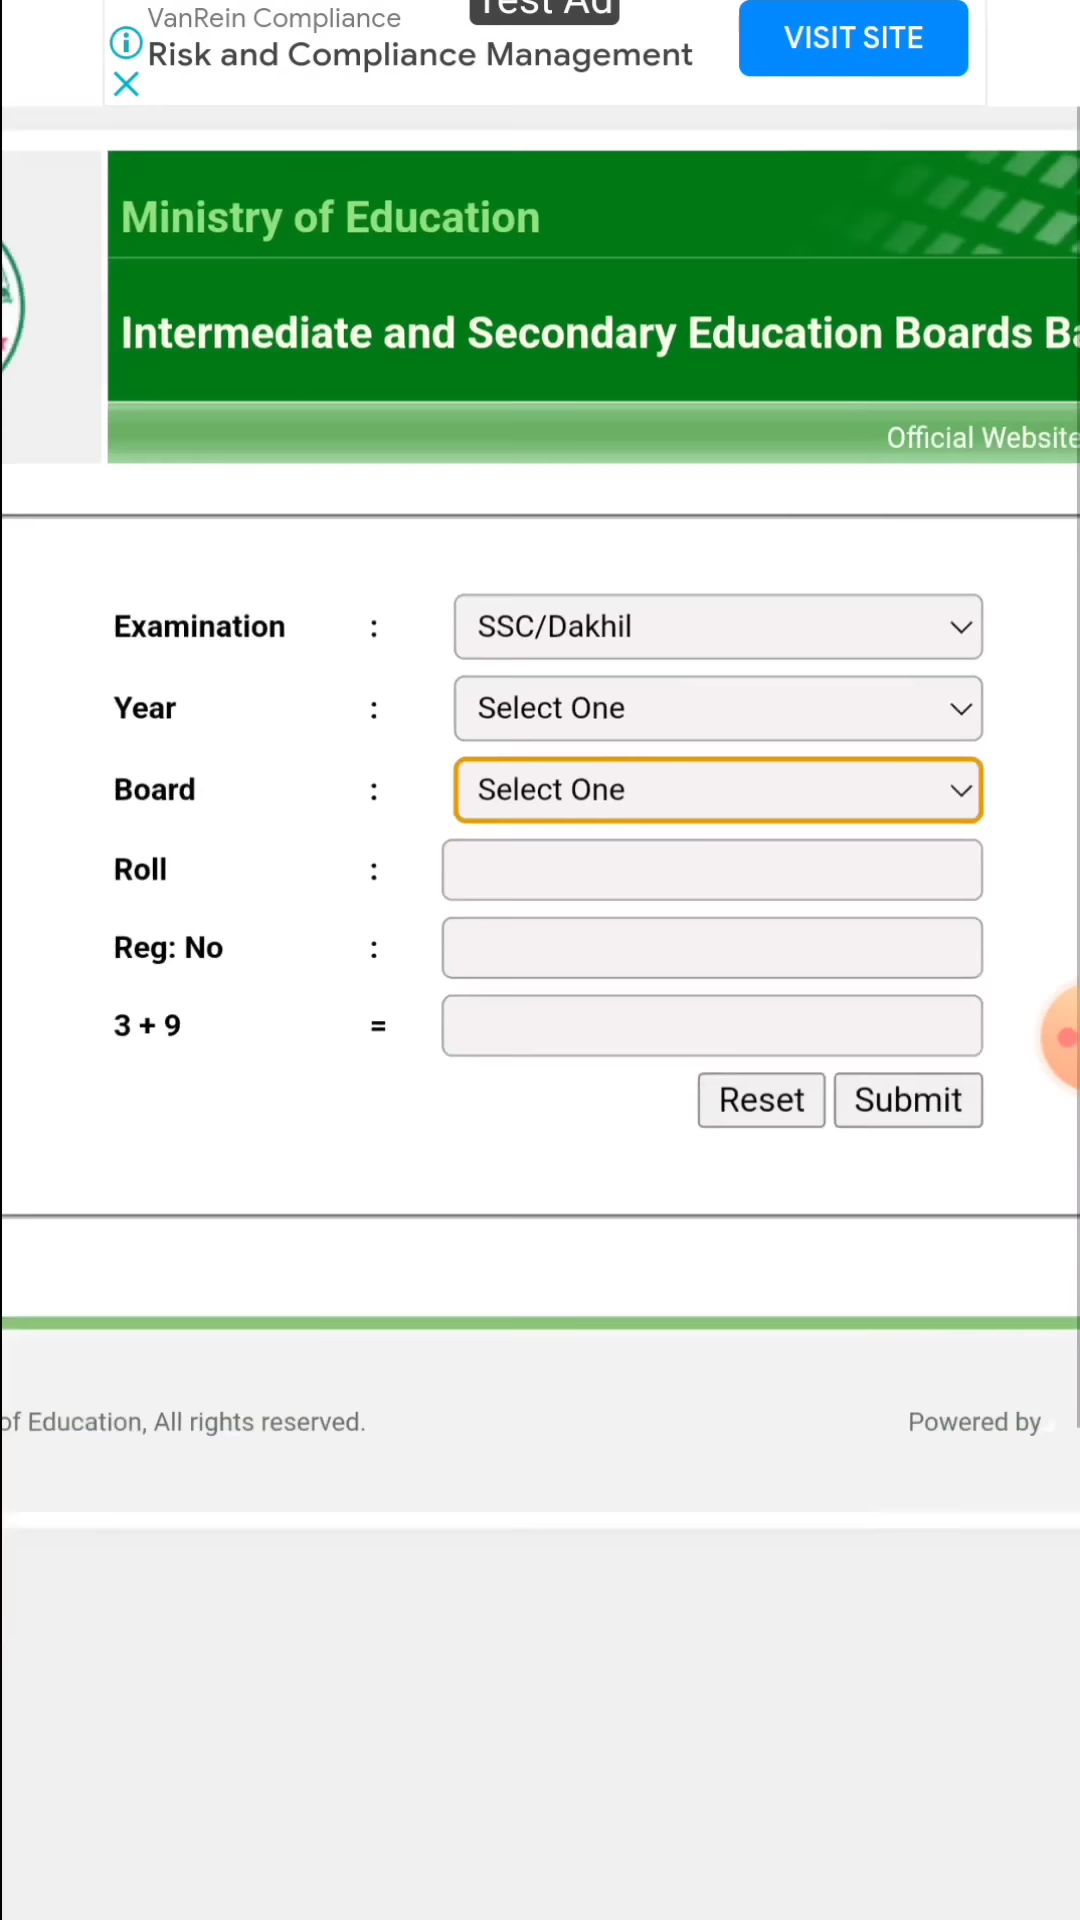 VanRein Compliance
Test Ad
Risk and Compliance Management
VISIT SITE
Ministry of Education
Intermediate and Secondary Education Boards
Official Website
Examination : SSC/Dakhil
Year : Select One
Board : Select One
Roll :
Reg: No :
3 + 9 =
Reset Submit
of Education, All rights reserved.
Powered by